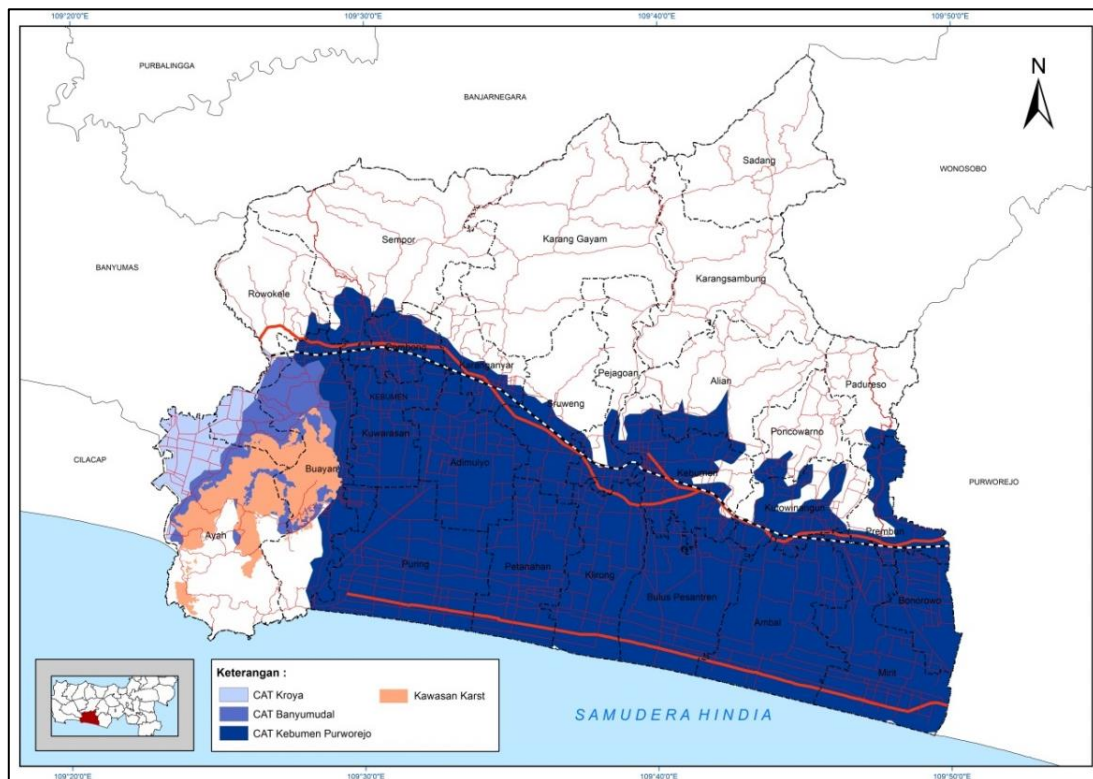 109°20'0"E 109°30'0"E 109°40'0"E 109°50'0"E
PURBALINGGA
BANJARNEGARA
N
Sadang
WONOSOBO
Sempor
Karang Gayam
BANYUMAS
Karangsambung
Rowokele
Pejagoan
Alian
Padureso
Sruweng
KEBUMEN
Poncowarno
Kuwarasan
CILACAP
Buayan
Adimulyo
Kebumen
PURWOREJO
Ayah
Prembun
Puring
Petanahan
Klirong
Bulus Pesantren
Bonorowo
Ambal
Mirit
Keterangan :
CAT Kroya
Kawasan Karst
CAT Banyumudal
CAT Kebumen Purworejo
SAMUDERA HINDIA
109°20'0"E 109°30'0"E 109°40'0"E 109°50'0"E